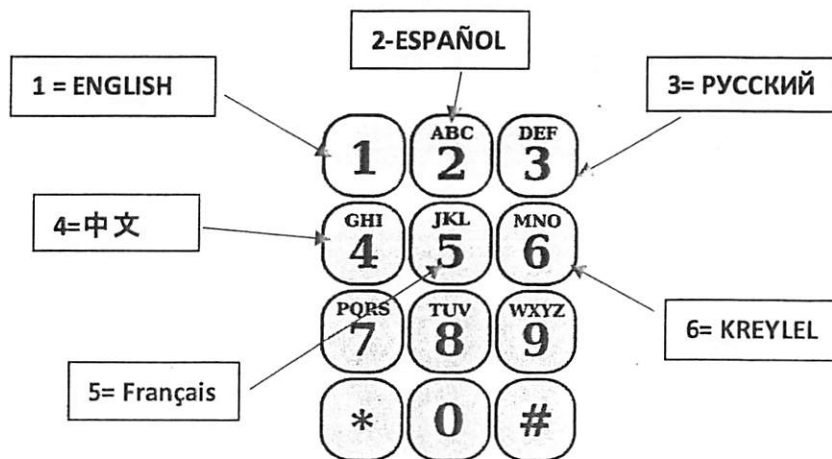 2-ESPAÑOL
1 = ENGLISH
3= РУССКИЙ
1
ABC
2
DEF
3
4=中文
GHI
4
JKL
5
MNO
6
PQRS
7
TUV
8
WXYZ
9
6= KREYLEL
5= Français
*
0
#